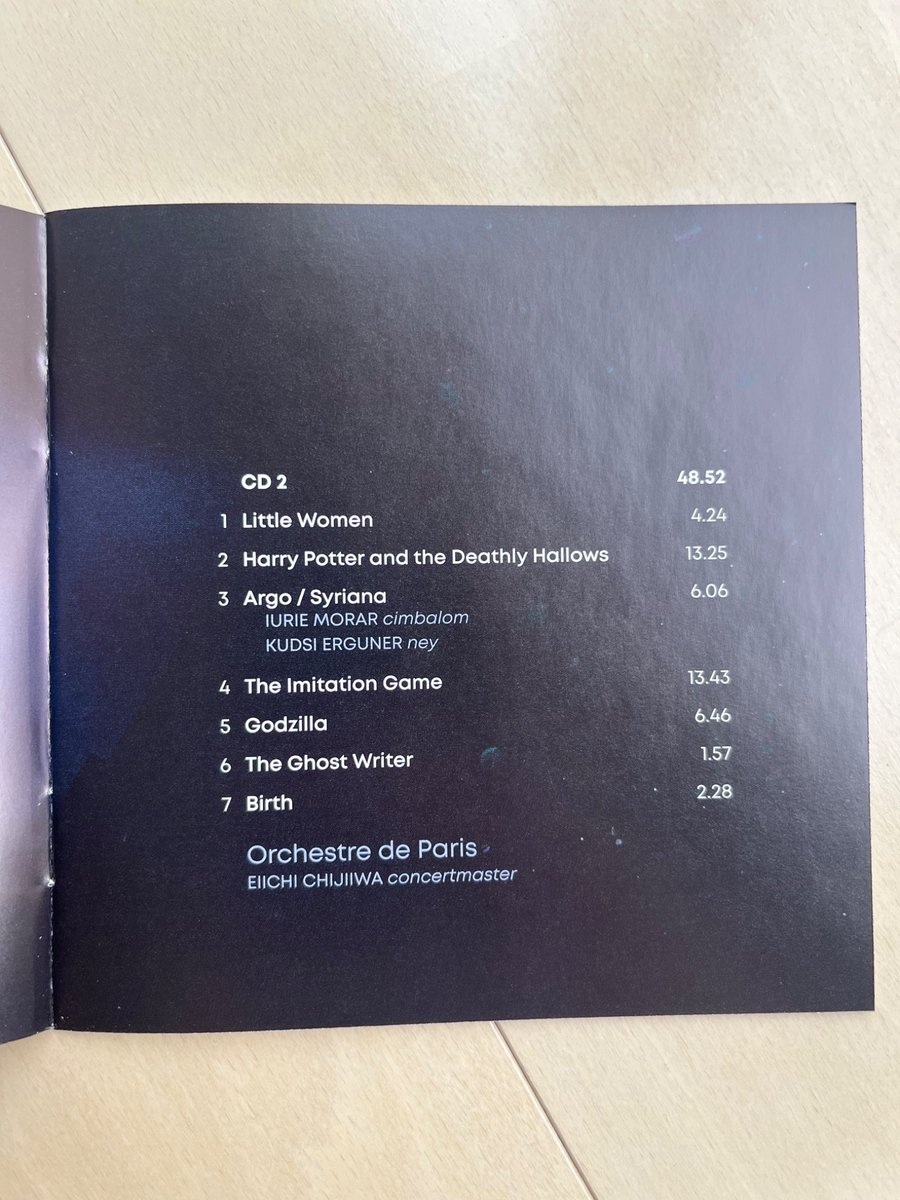 CD 2 48.52
1 Little Women 4.24
2 Harry Potter and the Deathly Hallows 13.25
3 Argo / Syriana 6.06
IURIE MORAR cimbalom
KUDSI ERGUNER ney
4 The Imitation Game 13.43
5 Godzilla 6.46
6 The Ghost Writer 1.57
7 Birth 2.28
Orchestre de Paris
EIICHI CHIJIIWA concertmaster